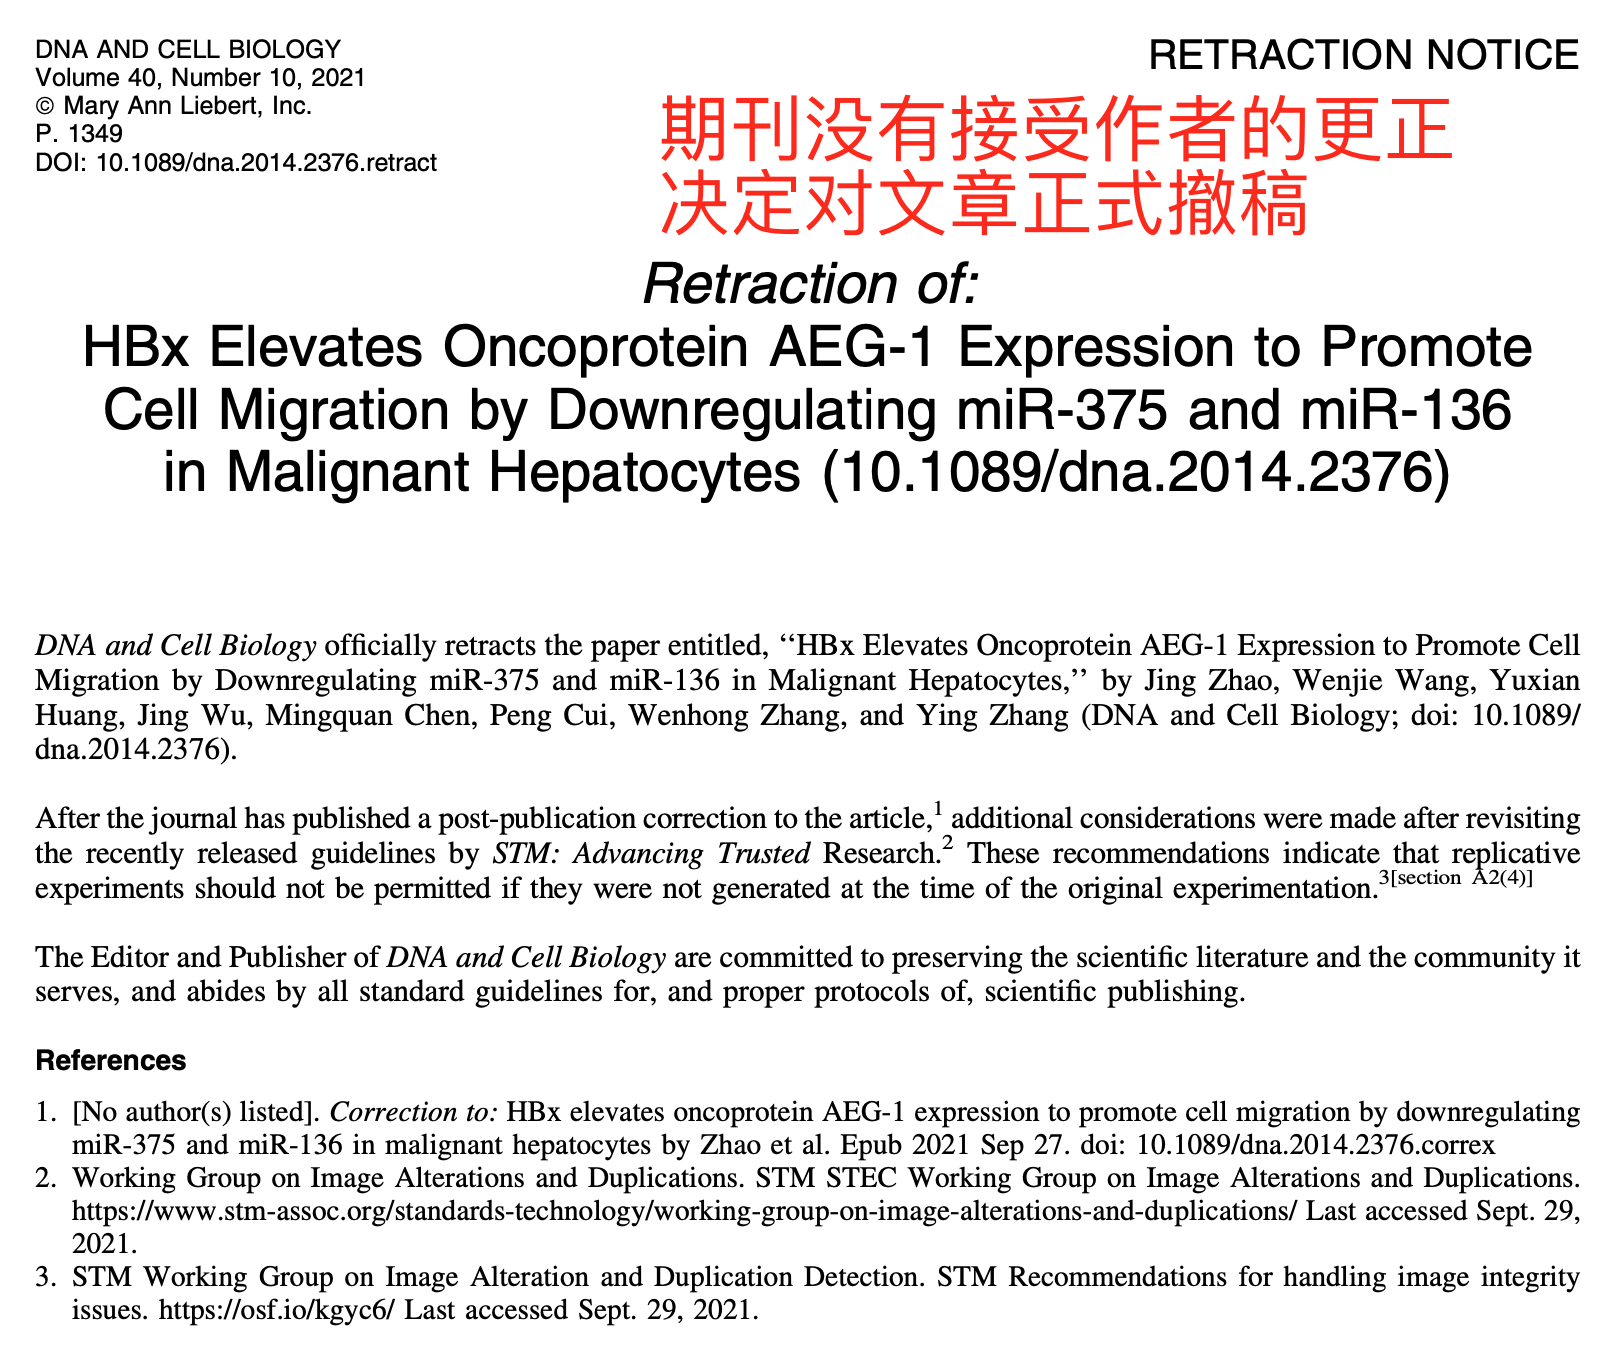 DNA AND CELL BIOLOGY
Volume 40, Number 10, 2021
© Mary Ann Liebert, Inc.
P. 1349
DOI: 10.1089/dna.2014.2376.retract
RETRACTION NOTICE
期刊没有接受作者的更正
决定对文章正式撤稿
Retraction of:
HBx Elevates Oncoprotein AEG-1 Expression to Promote
Cell Migration by Downregulating miR-375 and miR-136
in Malignant Hepatocytes (10.1089/dna.2014.2376)
DNA and Cell Biology officially retracts the paper entitled, ‘‘HBx Elevates Oncoprotein AEG-1 Expression to Promote Cell
Migration by Downregulating miR-375 and miR-136 in Malignant Hepatocytes,’’ by Jing Zhao, Wenjie Wang, Yuxian
Huang, Jing Wu, Mingquan Chen, Peng Cui, Wenhong Zhang, and Ying Zhang (DNA and Cell Biology; doi: 10.1089/
dna.2014.2376).
After the journal has published a post-publication correction to the article,1 additional considerations were made after revisiting
the recently released guidelines by STM: Advancing Trusted Research.2 These recommendations indicate that replicative
experiments should not be permitted if they were not generated at the time of the original experimentation.3[section A2(4)]
The Editor and Publisher of DNA and Cell Biology are committed to preserving the scientific literature and the community it
serves, and abides by all standard guidelines for, and proper protocols of, scientific publishing.
References
1. [No author(s) listed]. Correction to: HBx elevates oncoprotein AEG-1 expression to promote cell migration by downregulating
miR-375 and miR-136 in malignant hepatocytes by Zhao et al. Epub 2021 Sep 27. doi: 10.1089/dna.2014.2376.correx
2. Working Group on Image Alterations and Duplications. STM STEC Working Group on Image Alterations and Duplications.
https://www.stm-assoc.org/standards-technology/working-group-on-image-alterations-and-duplications/ Last accessed Sept. 29,
2021.
3. STM Working Group on Image Alteration and Duplication Detection. STM Recommendations for handling image integrity
issues. https://osf.io/kgyc6/ Last accessed Sept. 29, 2021.